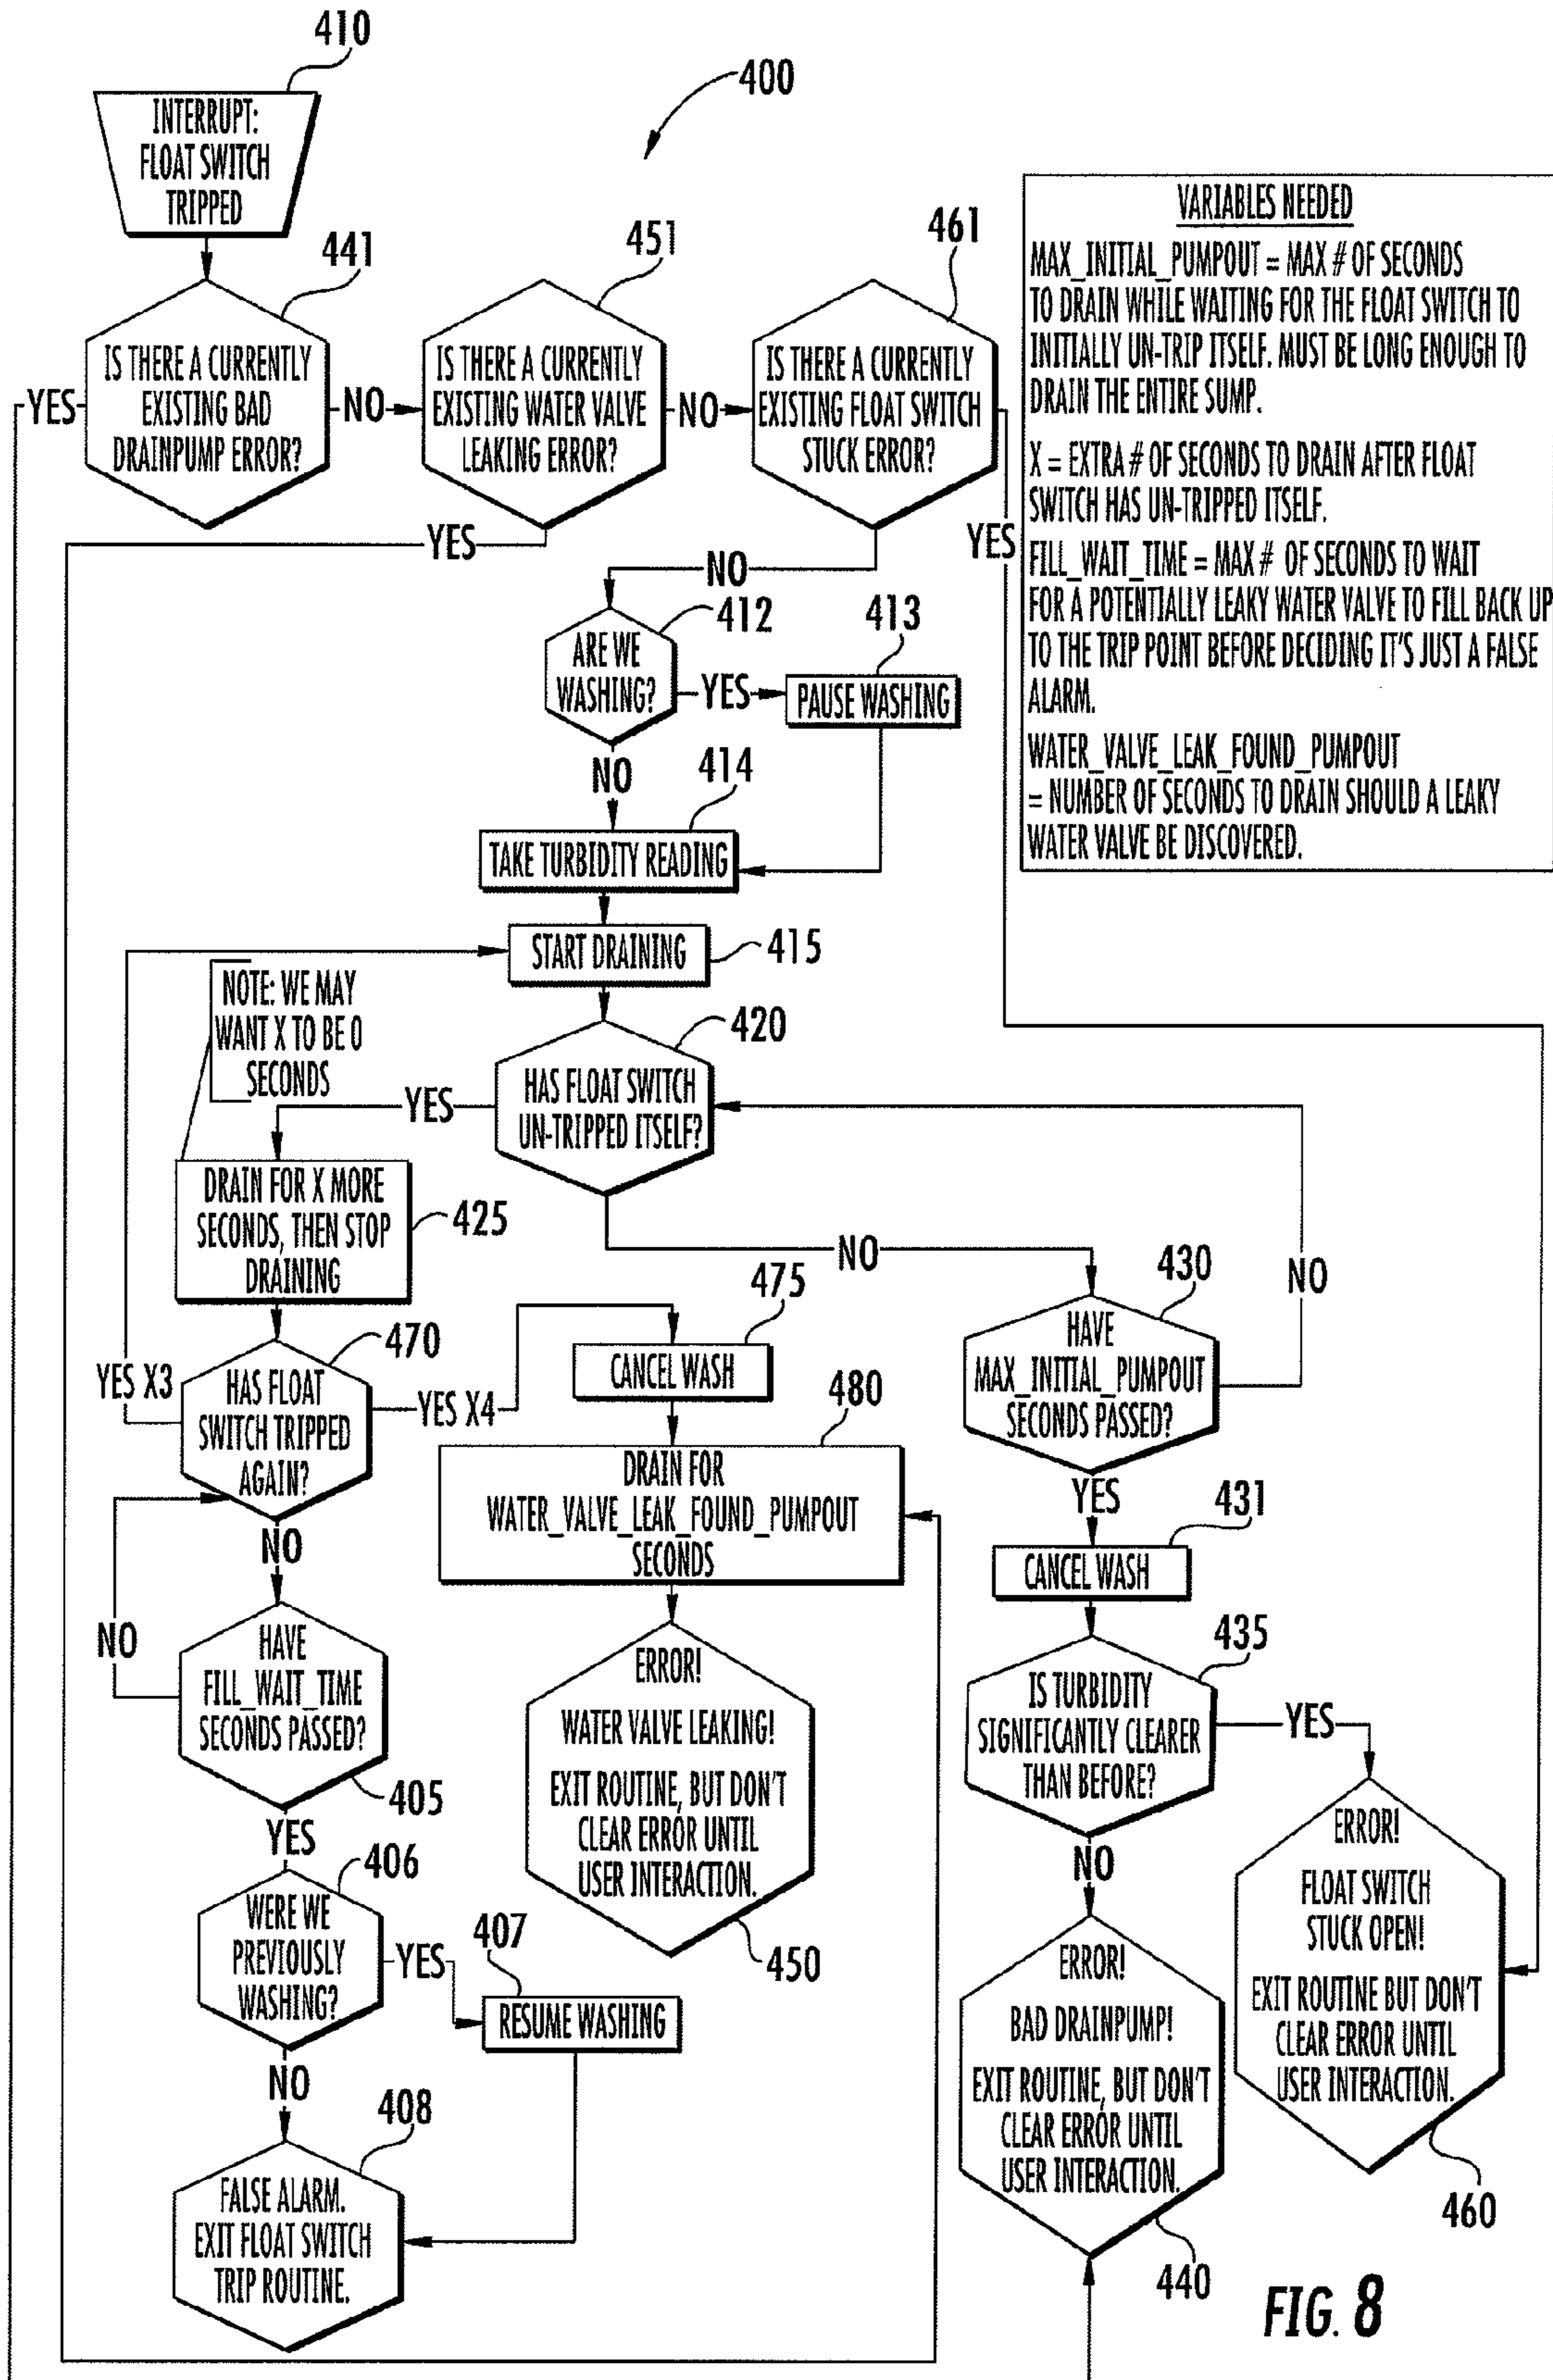 410
400
INTERRUPT:
FLOAT SWITCH
TRIPPED
441
451
461
IS THERE A CURRENTLY
EXISTING BAD
DRAINPUMP ERROR?
YES
NO
IS THERE A CURRENTLY
EXISTING WATER VALVE
LEAKING ERROR?
NO
IS THERE A CURRENTLY
EXISTING FLOAT SWITCH
STUCK ERROR?
YES
YES
NO
VARIABLES NEEDED
MAX_INITIAL_PUMPOUT = MAX # OF SECONDS
TO DRAIN WHILE WAITING FOR THE FLOAT SWITCH TO
INITIALLY UN-TRIP ITSELF. MUST BE LONG ENOUGH TO
DRAIN THE ENTIRE SUMP.
X = EXTRA # OF SECONDS TO DRAIN AFTER FLOAT
SWITCH HAS UN-TRIPPED ITSELF.
FILL_WAIT_TIME = MAX # OF SECONDS TO WAIT
FOR A POTENTIALLY LEAKY WATER VALVE TO FILL BACK UP
TO THE TRIP POINT BEFORE DECIDING IT'S JUST A FALSE
ALARM.
WATER_VALVE_LEAK_FOUND_PUMPOUT
= NUMBER OF SECONDS TO DRAIN SHOULD A LEAKY
WATER VALVE BE DISCOVERED.
412
ARE WE
WASHING?
YES
413
PAUSE WASHING
NO
414
TAKE TURBIDITY READING
START DRAINING
415
NOTE: WE MAY
WANT X TO BE 0
SECONDS
420
HAS FLOAT SWITCH
UN-TRIPPED ITSELF?
YES
NO
DRAIN FOR X MORE
SECONDS, THEN STOP
DRAINING
425
470
HAS FLOAT
SWITCH TRIPPED
AGAIN?
YES X3
YES X4
475
CANCEL WASH
480
DRAIN FOR
WATER_VALVE_LEAK_FOUND_PUMPOUT
SECONDS
430
HAVE
MAX_INITIAL_PUMPOUT
SECONDS PASSED?
NO
YES
431
CANCEL WASH
NO
HAVE
FILL_WAIT_TIME
SECONDS PASSED?
NO
405
YES
ERROR!
WATER VALVE LEAKING!
EXIT ROUTINE, BUT DON'T
CLEAR ERROR UNTIL
USER INTERACTION.
450
435
IS TURBIDITY
SIGNIFICANTLY CLEARER
THAN BEFORE?
YES
NO
406
WERE WE
PREVIOUSLY
WASHING?
YES
407
RESUME WASHING
NO
408
FALSE ALARM.
EXIT FLOAT SWITCH
TRIP ROUTINE.
ERROR!
BAD DRAINPUMP!
EXIT ROUTINE, BUT DON'T
CLEAR ERROR UNTIL
USER INTERACTION.
440
ERROR!
FLOAT SWITCH
STUCK OPEN!
EXIT ROUTINE BUT DON'T
CLEAR ERROR UNTIL
USER INTERACTION.
460
FIG. 8